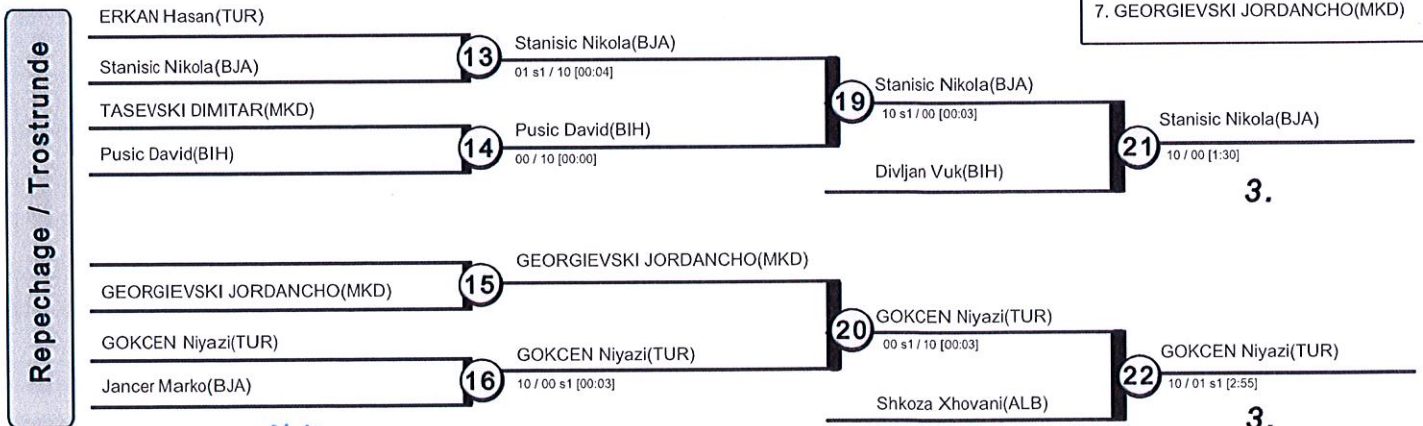 7. GEORGIEVSKI JORDANCHO(MKD)
Repechage / Trostrunde
ERKAN Hasan(TUR)
Stanisic Nikola(BJA)
13
Stanisic Nikola(BJA)
01 s1 / 10 [00:04]
TASEVSKI DIMITAR(MKD)
Pusic David(BIH)
14
Pusic David(BIH)
00 / 10 [00:00]
19
Stanisic Nikola(BJA)
10 s1 / 00 [00:03]
Divljan Vuk(BIH)
21
Stanisic Nikola(BJA)
10 / 00 [1:30]
3.
GEORGIEVSKI JORDANCHO(MKD)
15
GEORGIEVSKI JORDANCHO(MKD)
GOKCEN Niyazi(TUR)
Jancer Marko(BJA)
16
GOKCEN Niyazi(TUR)
10 / 00 s1 [00:03]
20
GOKCEN Niyazi(TUR)
00 s1 / 10 [00:03]
Shkoza Xhovani(ALB)
22
GOKCEN Niyazi(TUR)
10 / 01 s1 [2:55]
3.